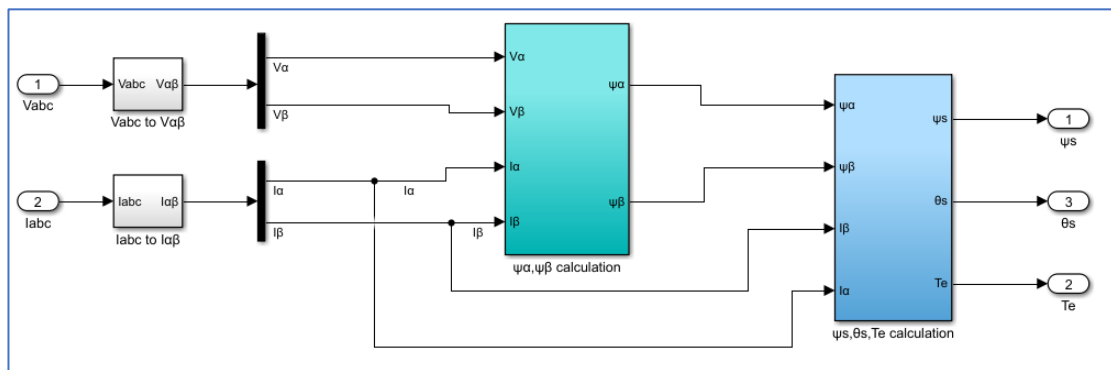 1
Vabc
Vabc Vαβ
Vabc to Vαβ
Vα
Vβ
2
Iabc
Iabc Iαβ
Iabc to Iαβ
Iα
Iα
Iβ
Iβ
Vα
Vβ
Iα
Iβ
ψα
ψβ
ψα,ψβ calculation
ψα
ψβ
Iβ
Iα
ψs
θs
Te
ψs,θs,Te calculation
1
ψs
3
θs
2
Te